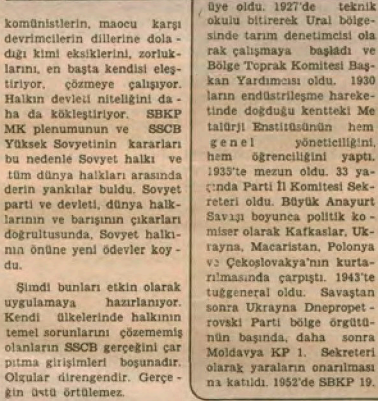 komünistlerin, maocu karşı
devrimcilerin dillerine dola -
dığı kimi eksiklerini, zorluk-
larını, en başta kendisi eleş-
tiriyor, çözmeye çalışıyor.
Halkın devleti niteliğini da -
ha da kökleştiriyor. SBKP
MK plenumunun ve SSCB
Yüksek Sovyetinin kararları
bu nedenle Sovyet halkı ve
tüm dünya halkları arasında
derin yankılar buldu. Sovyet
parti ve devleti, dünya halk-
larının ve barışının çıkarları
doğrultusunda, Sovyet halkı-
nın önüne yeni ödevler koy -
du.
Şimdi bunları etkin olarak
uygulamaya hazırlanıyor.
Kendi ülkelerinde halkının
temel sorunlarını çözememiş
olanların SSCB gerçeğini çar
pıtma girişimleri boşunadır.
Olgular direngendir. Gerçe -
ğin üstü örtülemez.
üye oldu. 1927'de teknik
okulu bitirerek Ural bölge-
sinde tarım denetimcisi ola
rak çalışmaya başladı ve
Bölge Toprak Komitesi Baş-
kan Yardımcısı oldu. 1930
ların endüstrileşme hareke-
tinde doğduğu kentteki Me
talürji Enstitüsünün hem
genel yöneticiliğini,
hem öğrenciliğini yaptı.
1935'te mezun oldu. 33 ya-
şında Parti İl Komitesi Sek-
reteri oldu. Büyük Anayurt
Savaşı boyunca politik ko -
miser olarak Kafkaslar, Uk-
rayna, Macaristan, Polonya
ve Çekoslovakya'nın kurta-
rılmasında çarpıştı. 1943'te
tuğgeneral oldu. Savaştan
sonra Ukrayna Dnepropet -
rovski Parti bölge örgütü-
nün başında, daha sonra
Moldavya KP 1. Sekreteri
olarak yaraların onarılması
na katıldı. 1952'de SBKP 19.